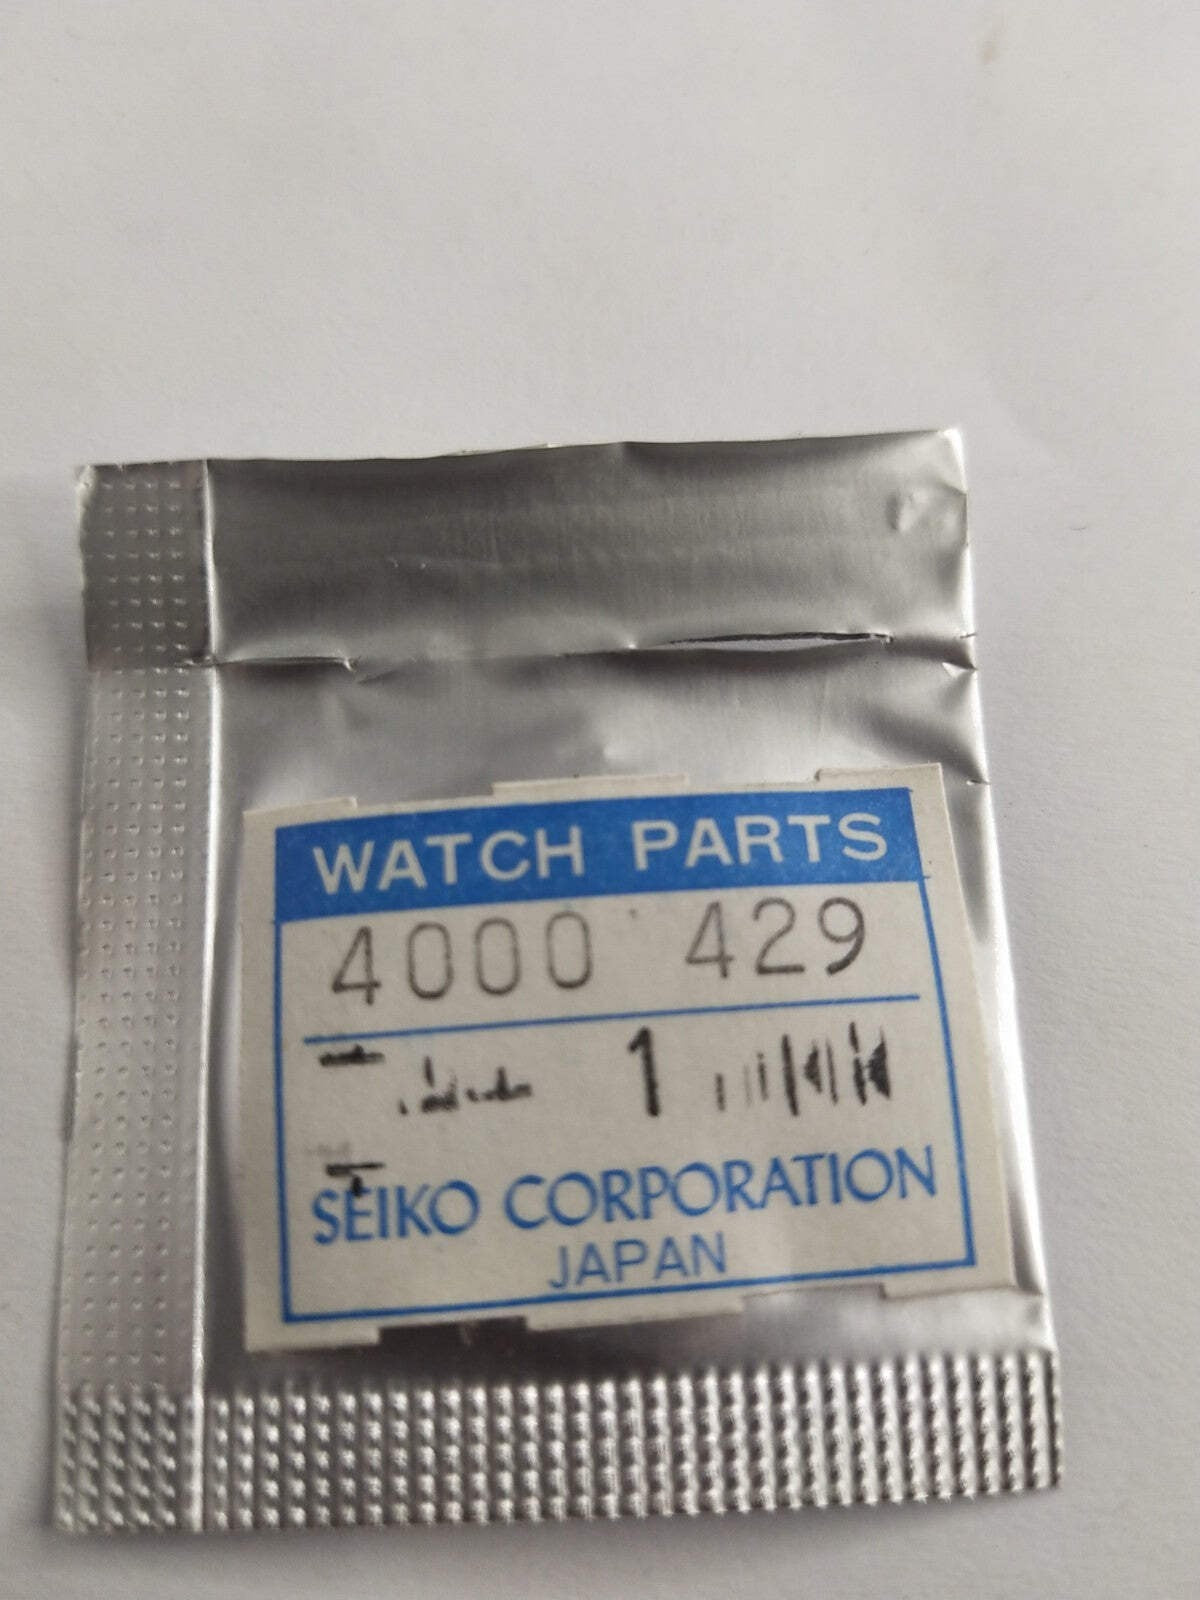 WATCH PARTS
4000 429
1
SEIKO CORPORATION
JAPAN